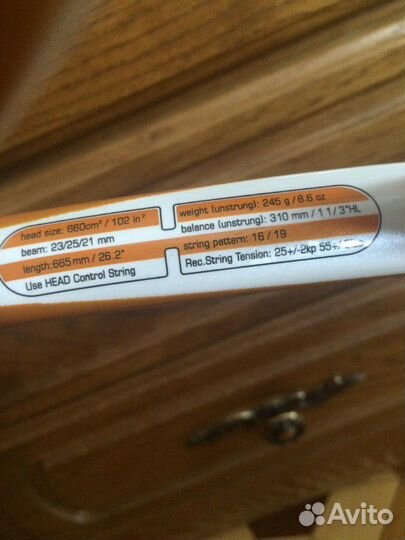 head size: 660cm² / 102 in²
beam: 23/25/21 mm
length:665mm / 26.2"
Use HEAD Control String
weight (unstrung): 245 g / 8.6 oz
balance (unstrung): 310 mm / 1 1/3"HL
string pattern: 16 / 19
Rec.String Tension: 25+/-2kp 55+/
Avito